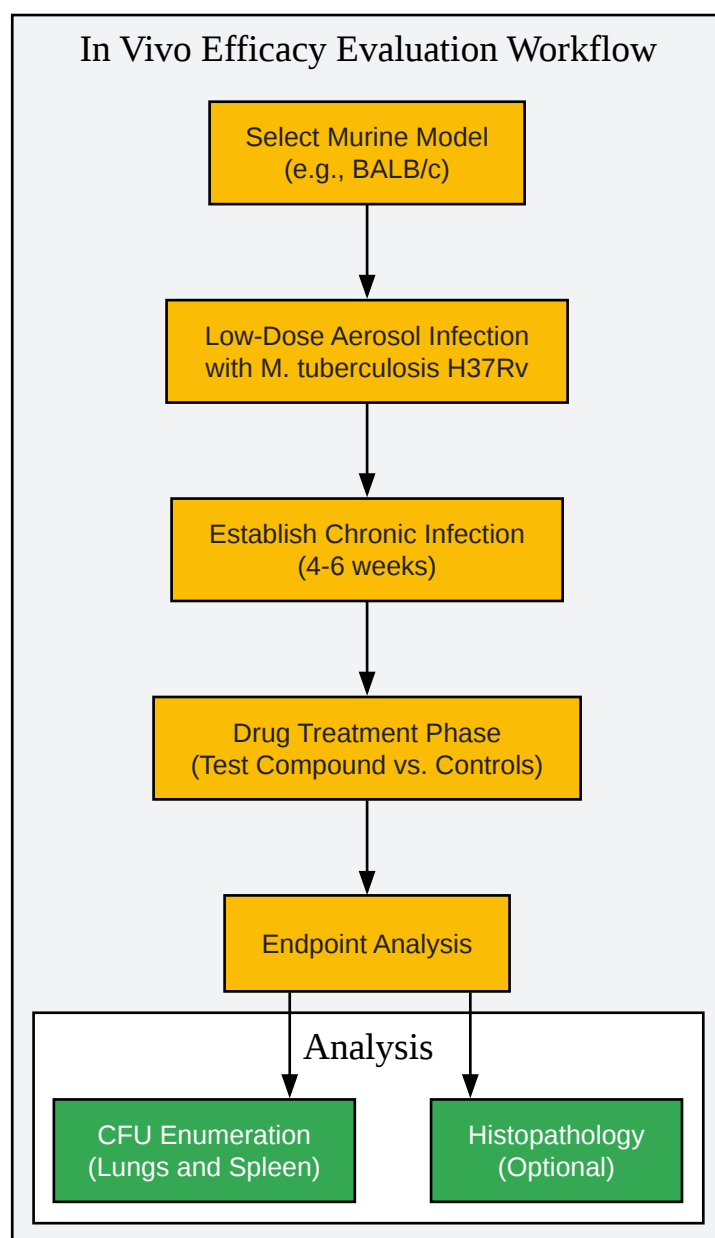 In Vivo Efficacy Evaluation Workflow
Select Murine Model
(e.g., BALB/c)
Low-Dose Aerosol Infection
with M. tuberculosis H37Rv
Establish Chronic Infection
(4-6 weeks)
Drug Treatment Phase
(Test Compound vs. Controls)
Endpoint Analysis
Analysis
CFU Enumeration
(Lungs and Spleen)
Histopathology
(Optional)